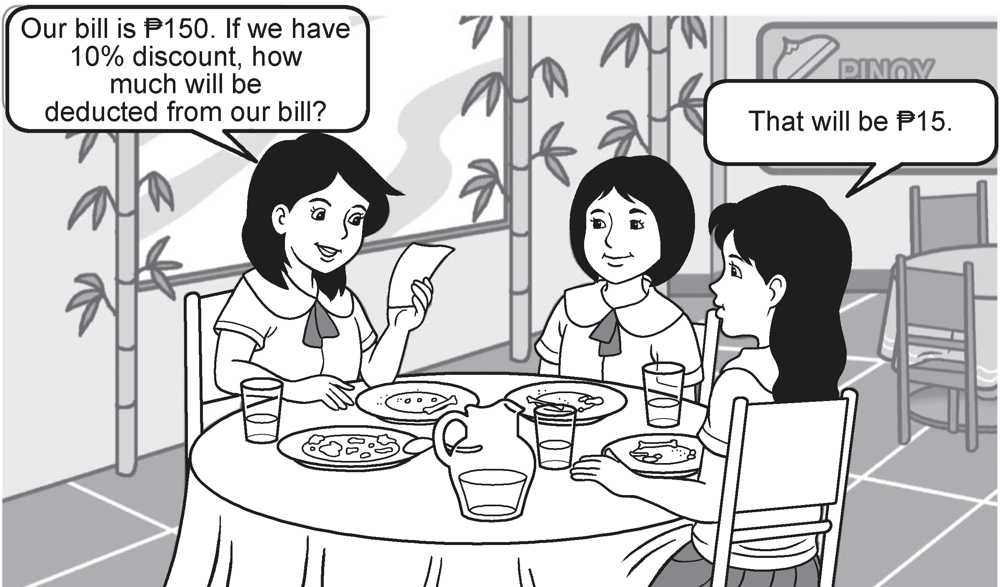 Our bill is ₱150. If we have
10% discount, how
much will be
deducted from our bill?
PINOY
That will be ₱15.